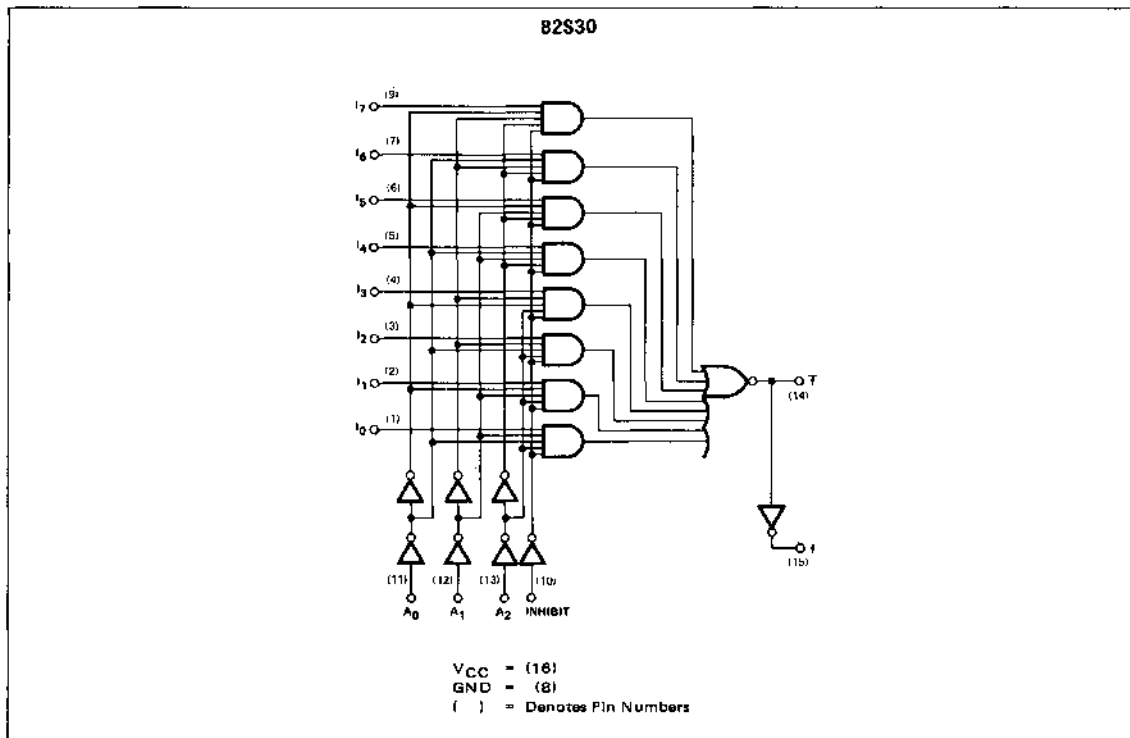 82S30
I7 (9)
I6 (7)
I5 (6)
I4 (5)
I3 (4)
I2 (3)
I1 (2)
I0 (1)
f̅
(14)
f
(15)
(11) (12) (13) (10)
A0 A1 A2 INHIBIT
VCC = (16)
GND = (8)
( ) = Denotes Pin Numbers